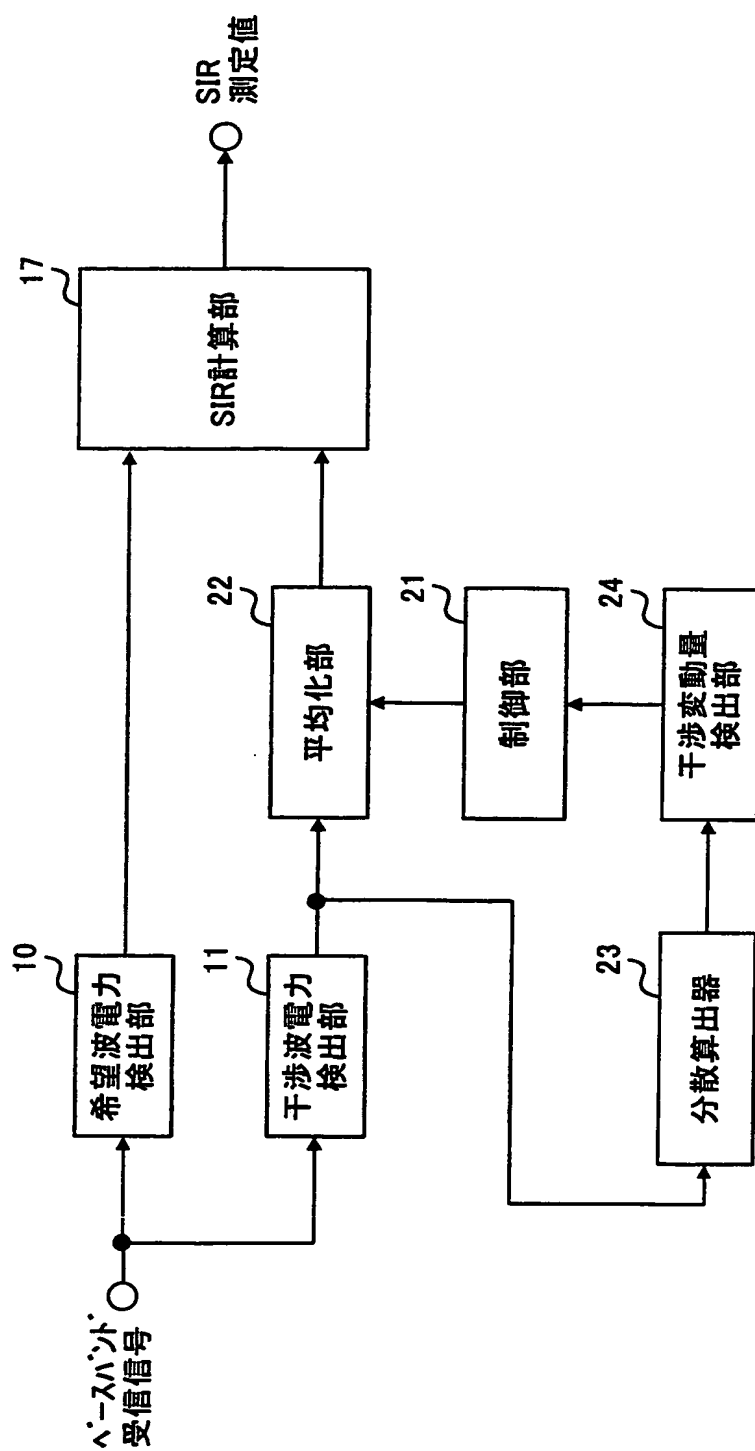 ﾍﾞｰｽﾊﾞﾝﾄﾞ
受信信号
10
希望波電力
検出部
11
干渉波電力
検出部
17
SIR計算部
SIR
測定値
22
平均化部
21
制御部
23
分散算出器
24
干渉変動量
検出部